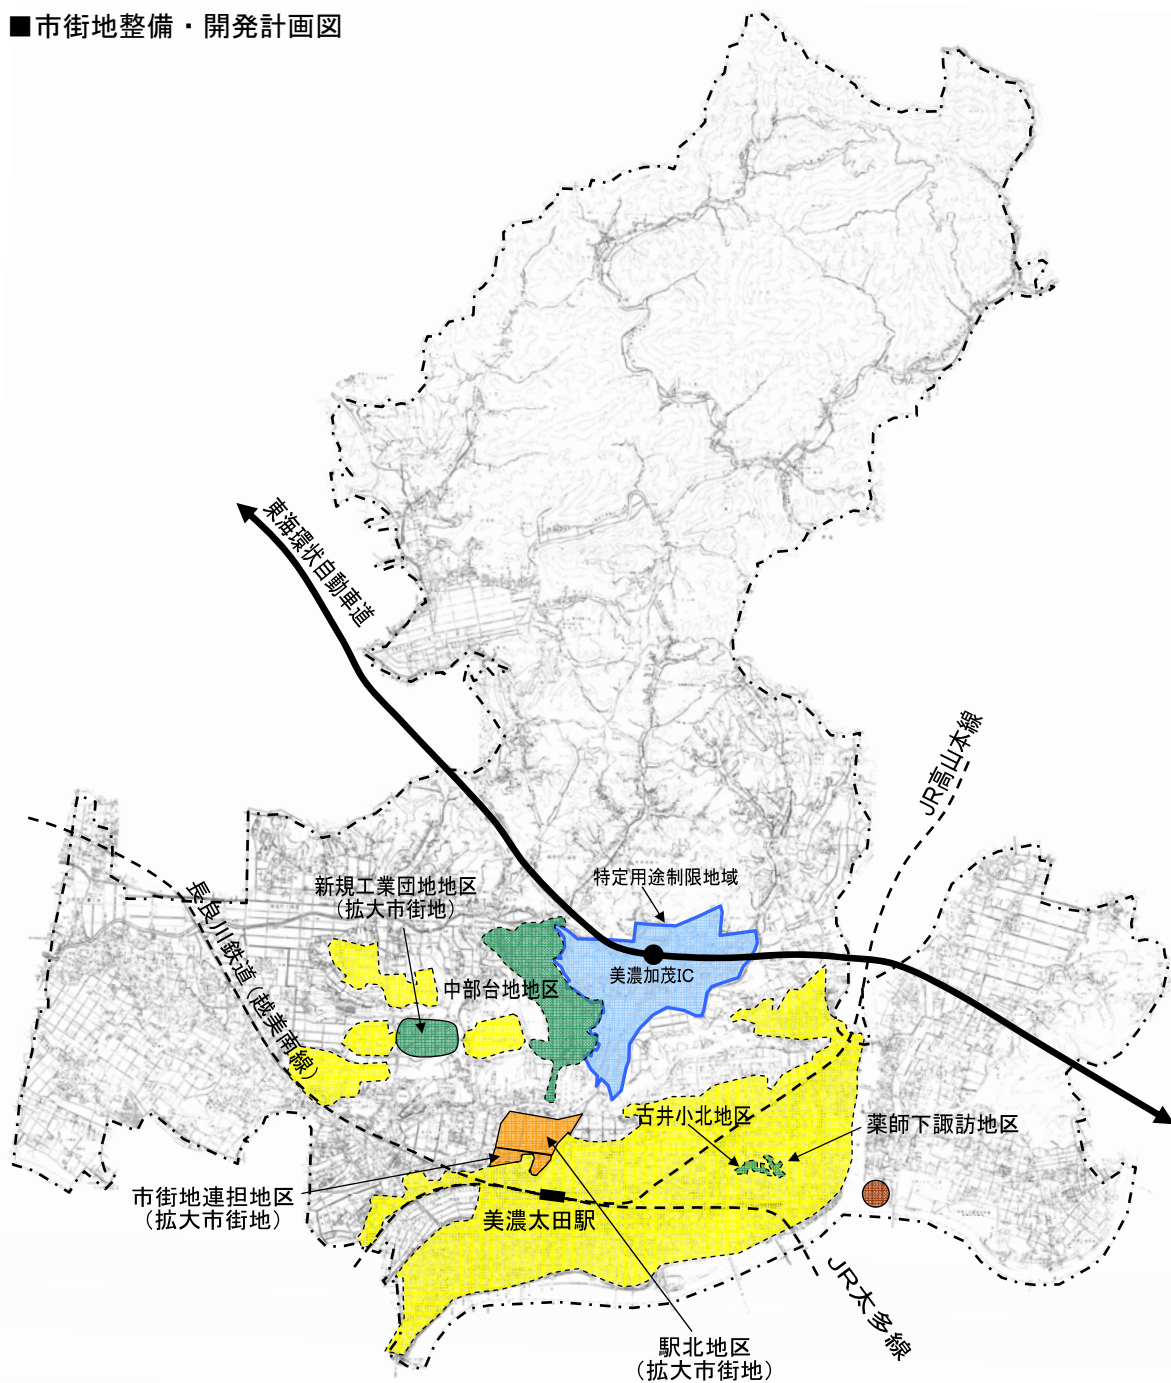 ■市街地整備・開発計画図
東海環状自動車道
JR高山本線
特定用途制限地域
新規工業団地地区
(拡大市街地)
長良川鉄道(越美南線)
美濃加茂IC
中部台地地区
古井小北地区
薬師下諏訪地区
市街地連担地区
(拡大市街地)
美濃太田駅
JR太多線
駅北地区
(拡大市街地)